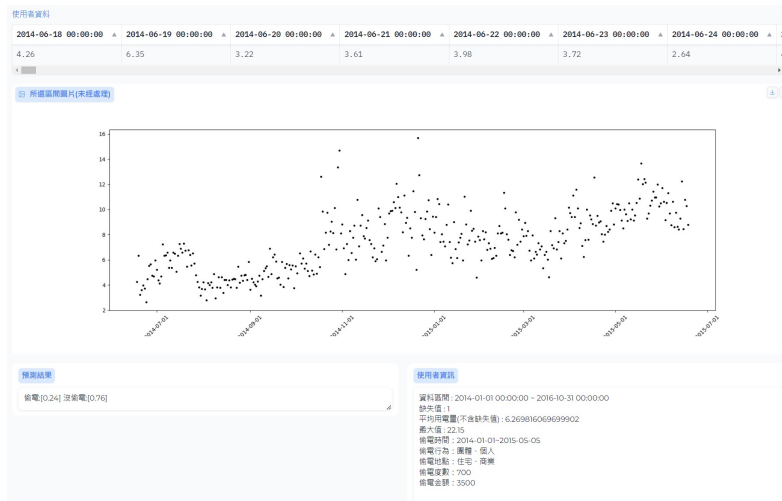 使用者資料
2014-06-18 00:00:00 2014-06-19 00:00:00 2014-06-20 00:00:00 2014-06-21 00:00:00 2014-06-22 00:00:00 2014-06-23 00:00:00 2014-06-24 00:00:00
4.26 6.35 3.22 3.61 3.98 3.72 2.64
所選區間圖片(未經處理)
16
14
12
10
8
6
4
2
2014-07-01 2014-09-01 2014-11-01 2015-01-01 2015-03-01 2015-05-01 2015-07-01
預測結果
偷電:[0.24] 沒偷電:[0.76]
使用者資訊
資料區間 : 2014-01-01 00:00:00 ~ 2016-10-31 00:00:00
缺失值 : 1
平均用電量(不含缺失值) : 6.269816069699902
最大值 : 22.15
偷電時間 : 2014-01-01~2015-05-05
偷電行為 : 團體、個人
偷電地點 : 住宅、商業
偷電度數 : 700
偷電金額 : 3500